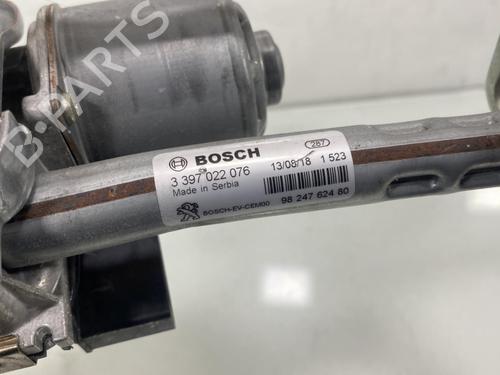 B-PARTS
BOSCH 287
3 397 022 076 13/08/18 1 523
Made in Serbia
BOSCH-EV-CEM00 98 247 624 80